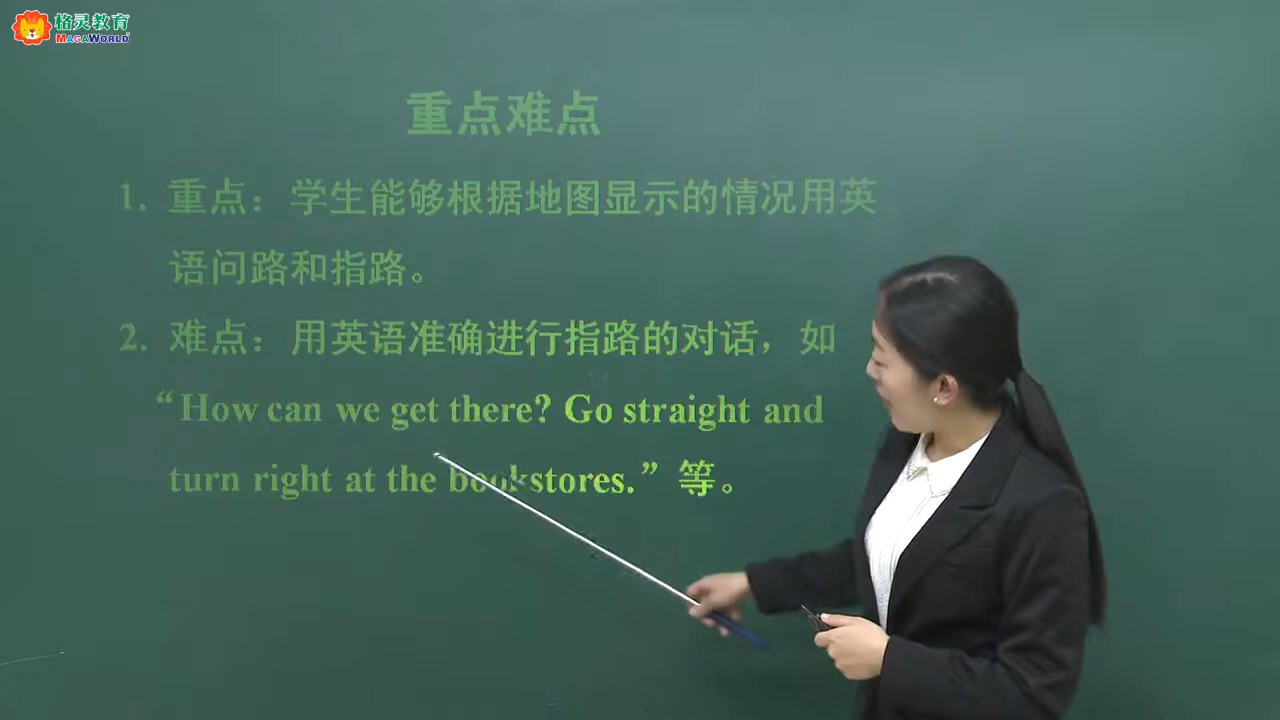 格灵教育
MAGAWORLD
重点难点
1. 重点：学生能够根据地图显示的情况用英
语问路和指路。
2. 难点：用英语准确进行指路的对话，如
“How can we get there? Go straight and
turn right at the bookstores.”等。